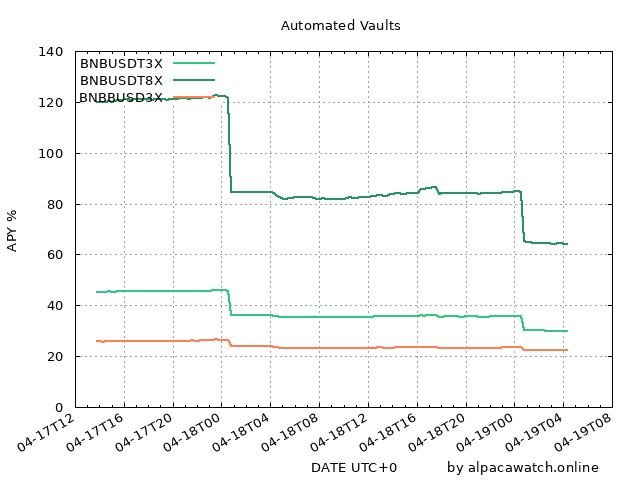 Automated Vaults
BNBUSDT3X
BNBUSDT8X
BNBBUSD3X
140
120
100
80
60
40
20
0
APY %
04-17T12
04-17T16
04-17T20
04-18T00
04-18T04
04-18T08
04-18T12
04-18T16
04-18T20
04-19T00
04-19T04
04-19T08
DATE UTC+0
by alpacawatch.online